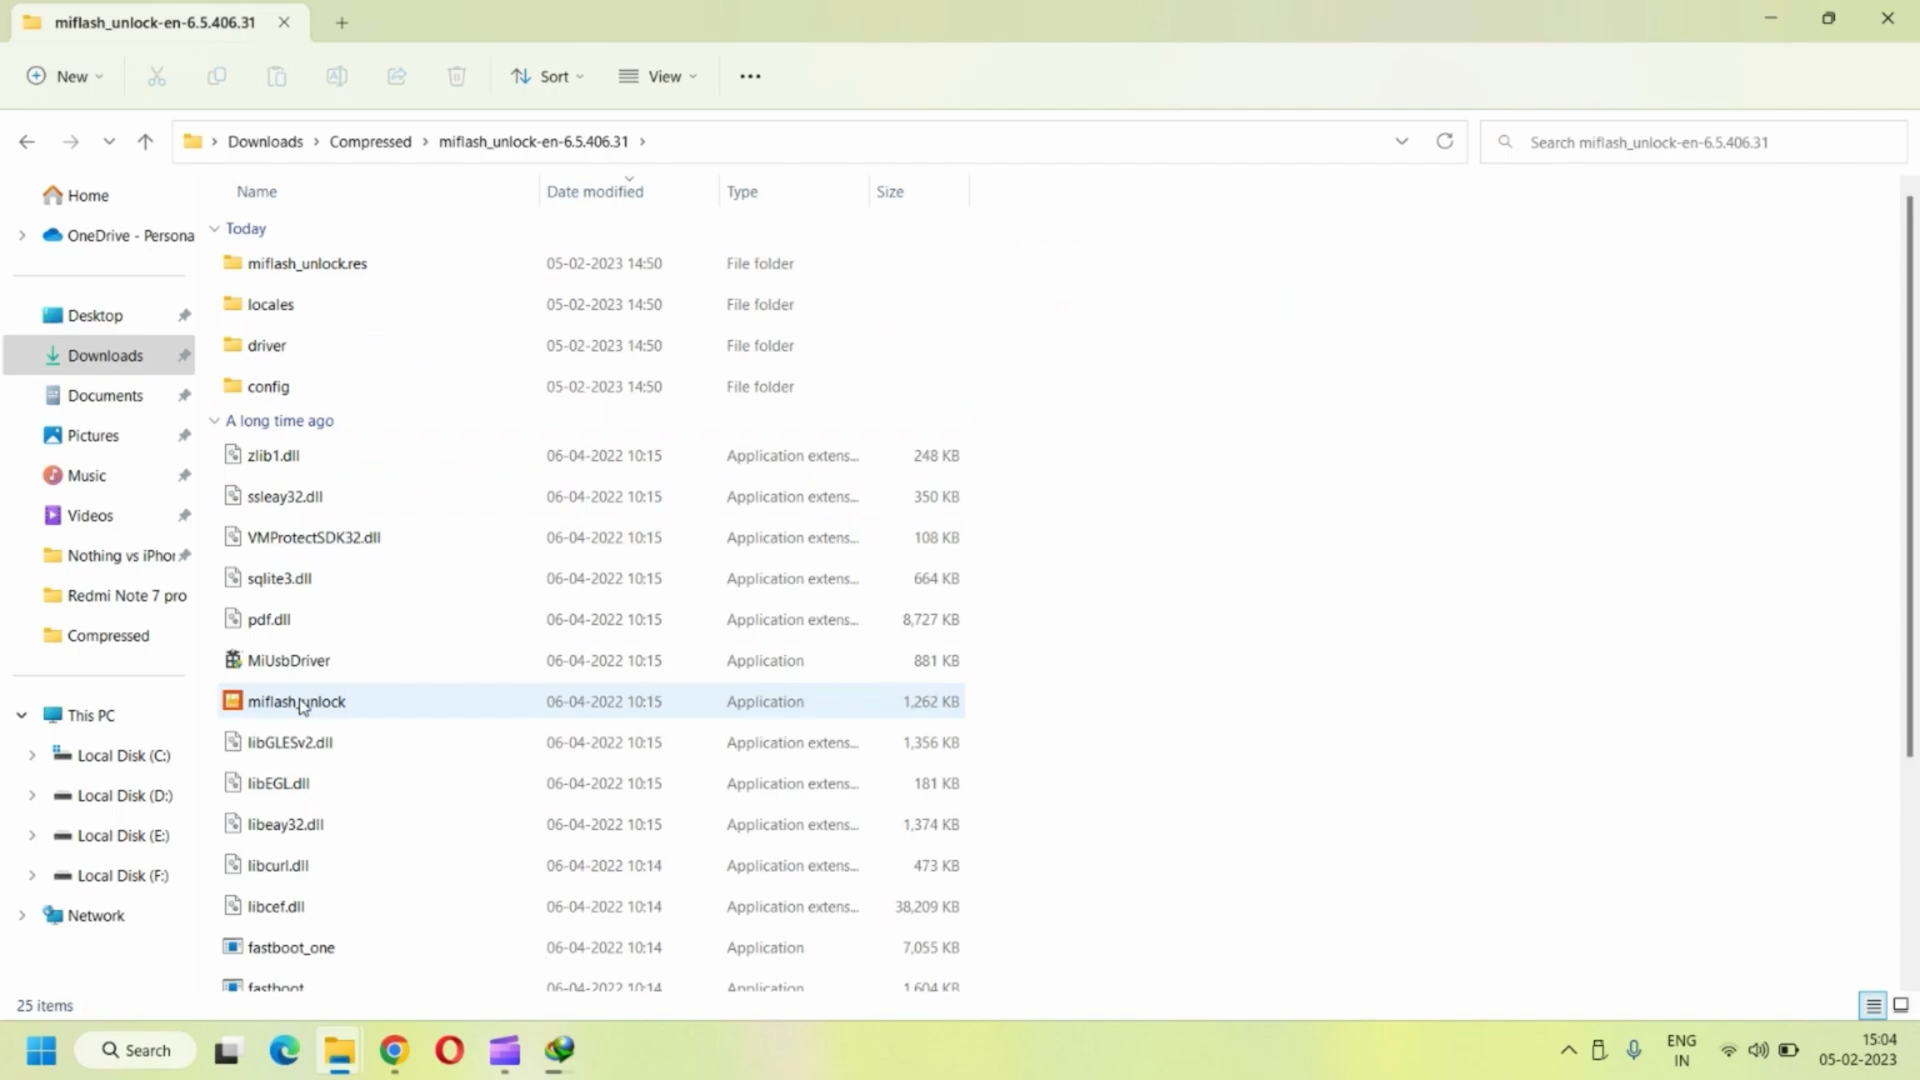 miflash_unlock-en-6.5.406.31
New
Sort
View
Downloads
Compressed
miflash_unlock-en-6.5.406.31
Search miflash_unlock-en-6.5.406.31
Home
OneDrive - Persona
Desktop
Downloads
Documents
Pictures
Music
Videos
Nothing vs iPhor
Redmi Note 7 pro
Compressed
This PC
Local Disk (C:)
Local Disk (D:)
Local Disk (E:)
Local Disk (F:)
Network
Name Date modified Type Size
Today
miflash_unlock.res 05-02-2023 14:50 File folder
locales 05-02-2023 14:50 File folder
driver 05-02-2023 14:50 File folder
config 05-02-2023 14:50 File folder
A long time ago
zlib1.dll 06-04-2022 10:15 Application extens... 248 KB
ssleay32.dll 06-04-2022 10:15 Application extens... 350 KB
VMProtectSDK32.dll 06-04-2022 10:15 Application extens... 108 KB
sqlite3.dll 06-04-2022 10:15 Application extens... 664 KB
pdf.dll 06-04-2022 10:15 Application extens... 8,727 KB
MiUsbDriver 06-04-2022 10:15 Application 881 KB
miflash_unlock 06-04-2022 10:15 Application 1,262 KB
libGLESv2.dll 06-04-2022 10:15 Application extens... 1,356 KB
libEGL.dll 06-04-2022 10:15 Application extens... 181 KB
libeay32.dll 06-04-2022 10:15 Application extens... 1,374 KB
libcurl.dll 06-04-2022 10:14 Application extens... 473 KB
libcef.dll 06-04-2022 10:14 Application extens... 38,209 KB
fastboot_one 06-04-2022 10:14 Application 7,055 KB
fastboot 06-04-2022 10:14 Application 1,604 KB
25 items
Search
ENG
IN
15:04
05-02-2023